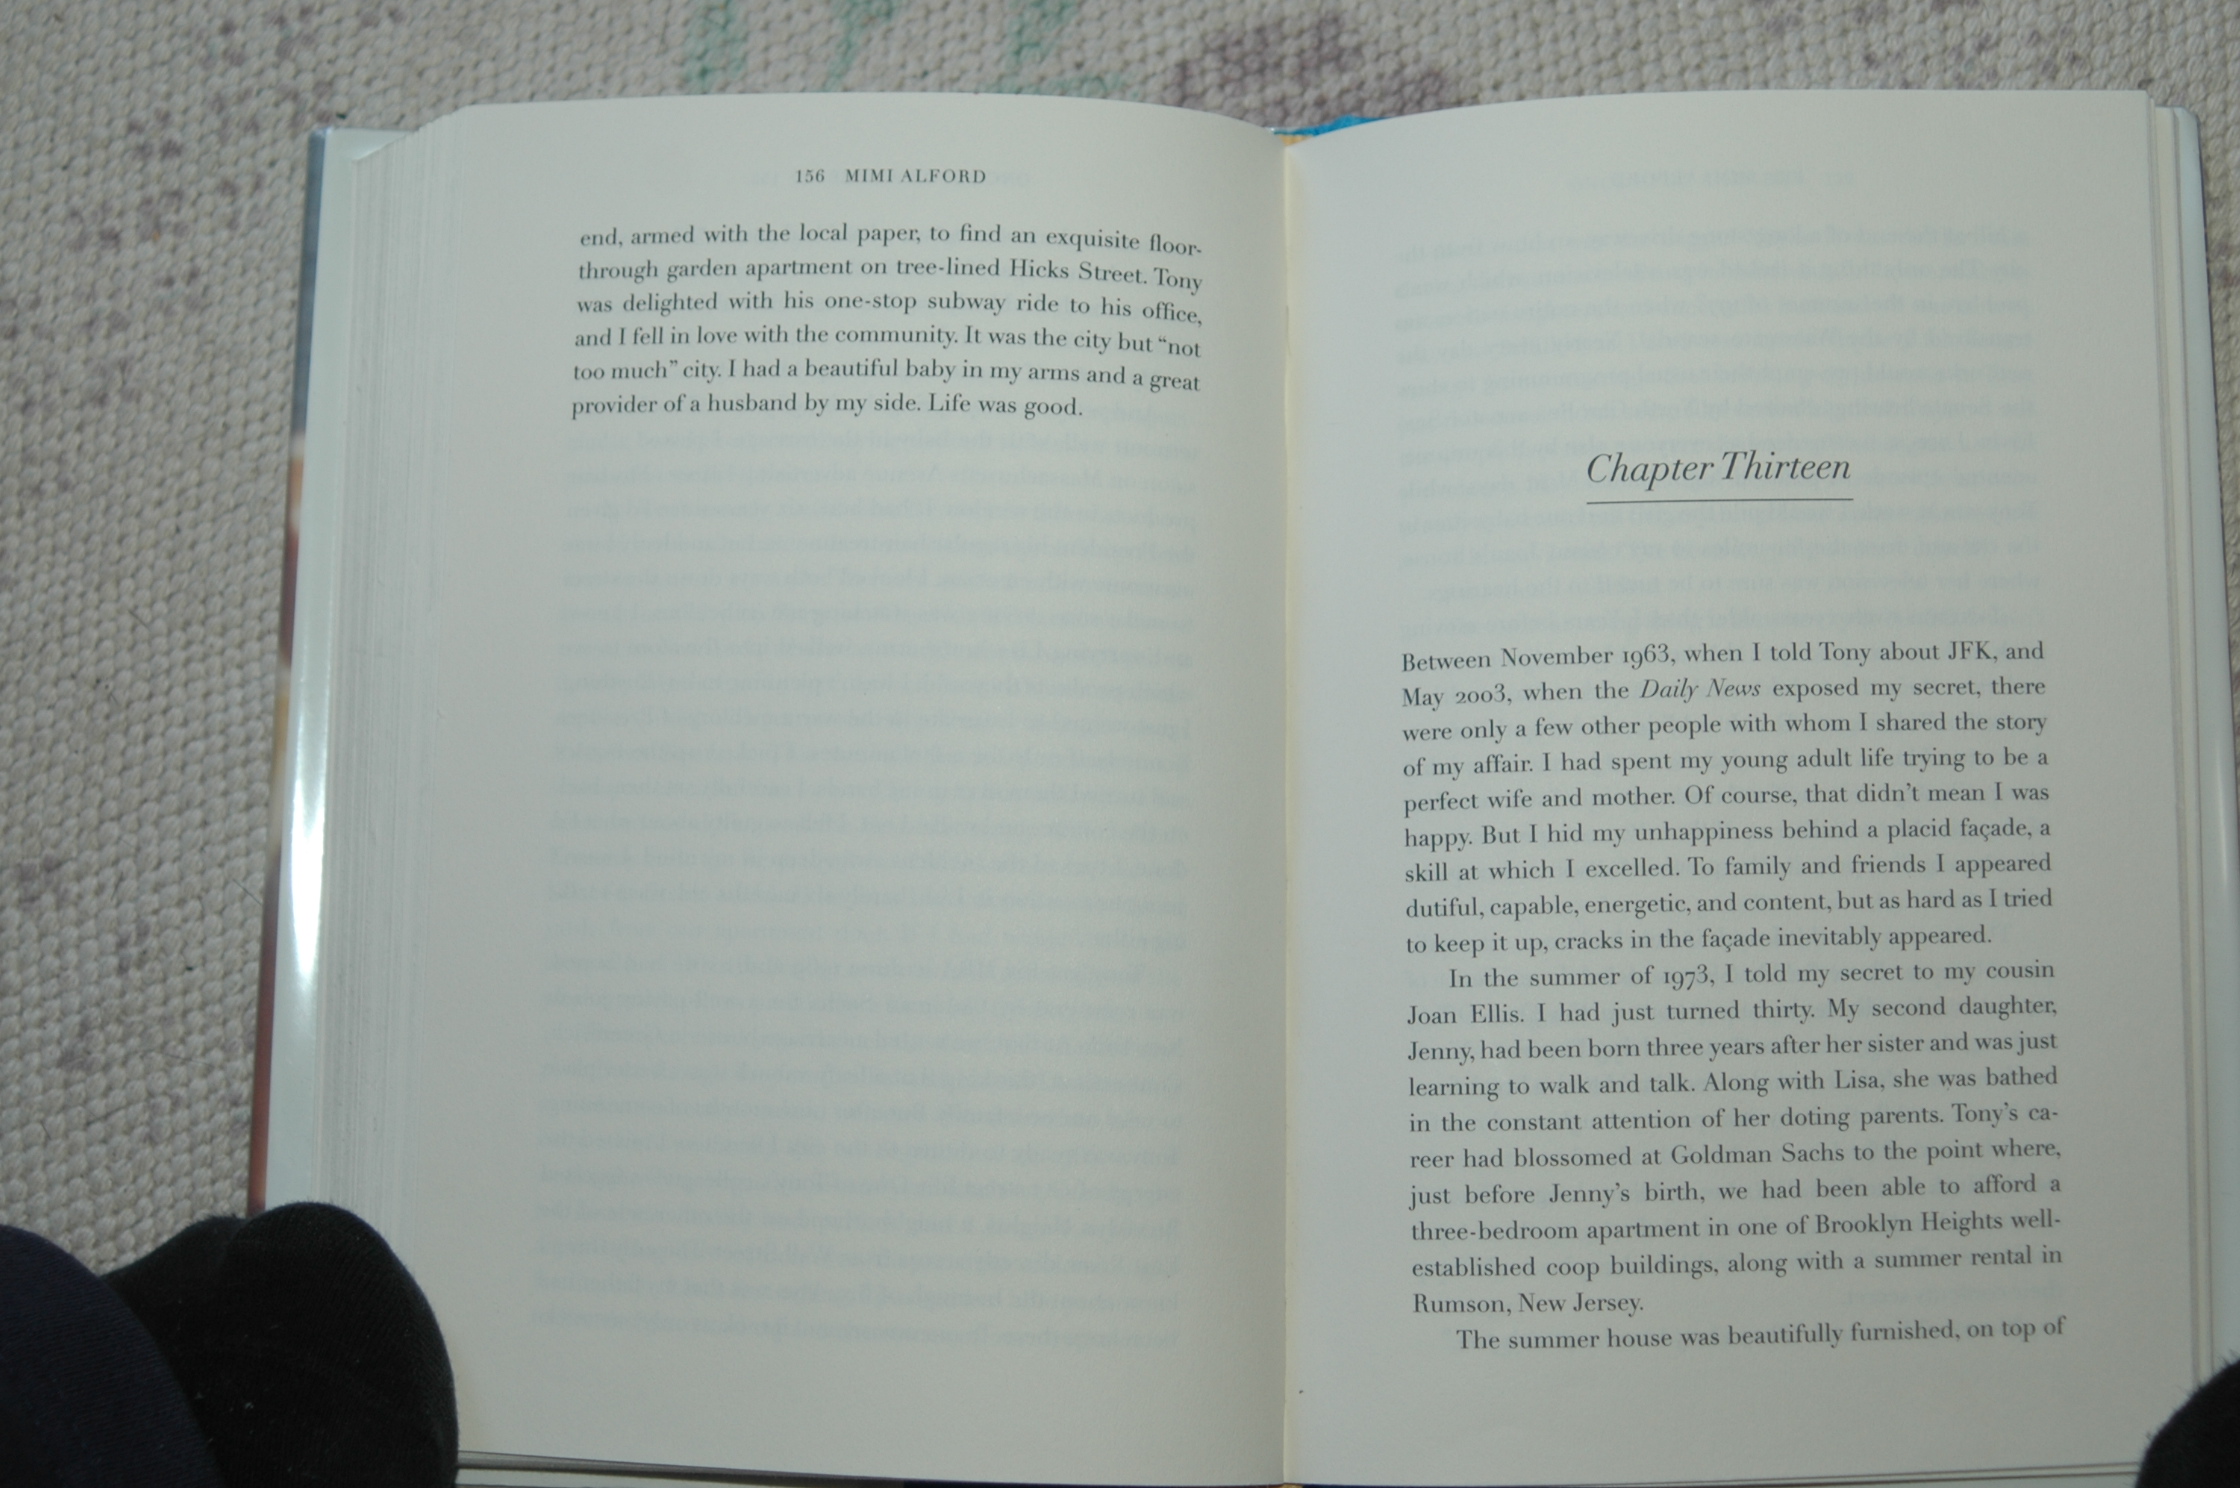 156 MIMI ALFORD
end, armed with the local paper, to find an exquisite floor-
through garden apartment on tree-lined Hicks Street. Tony
was delighted with his one-stop subway ride to his office,
and I fell in love with the community. It was the city but “not
too much” city. I had a beautiful baby in my arms and a great
provider of a husband by my side. Life was good.
Chapter Thirteen
Between November 1963, when I told Tony about JFK, and
May 2003, when the Daily News exposed my secret, there
were only a few other people with whom I shared the story
of my affair. I had spent my young adult life trying to be a
perfect wife and mother. Of course, that didn’t mean I was
happy. But I hid my unhappiness behind a placid façade, a
skill at which I excelled. To family and friends I appeared
dutiful, capable, energetic, and content, but as hard as I tried
to keep it up, cracks in the façade inevitably appeared.
In the summer of 1973, I told my secret to my cousin
Joan Ellis. I had just turned thirty. My second daughter,
Jenny, had been born three years after her sister and was just
learning to walk and talk. Along with Lisa, she was bathed
in the constant attention of her doting parents. Tony’s ca-
reer had blossomed at Goldman Sachs to the point where,
just before Jenny’s birth, we had been able to afford a
three-bedroom apartment in one of Brooklyn Heights well-
established coop buildings, along with a summer rental in
Rumson, New Jersey.
The summer house was beautifully furnished, on top of